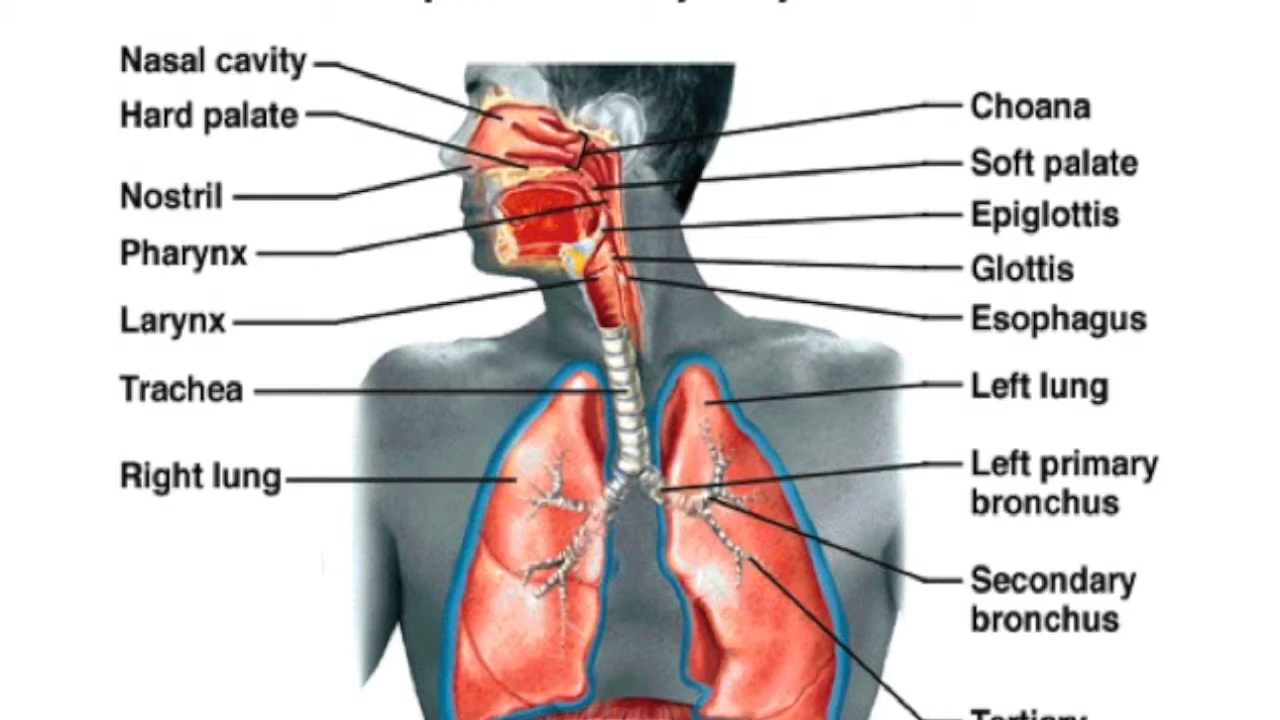 Nasal cavity
Hard palate
Nostril
Pharynx
Larynx
Trachea
Right lung
Choana
Soft palate
Epiglottis
Glottis
Esophagus
Left lung
Left primary
bronchus
Secondary
bronchus
Tertiary